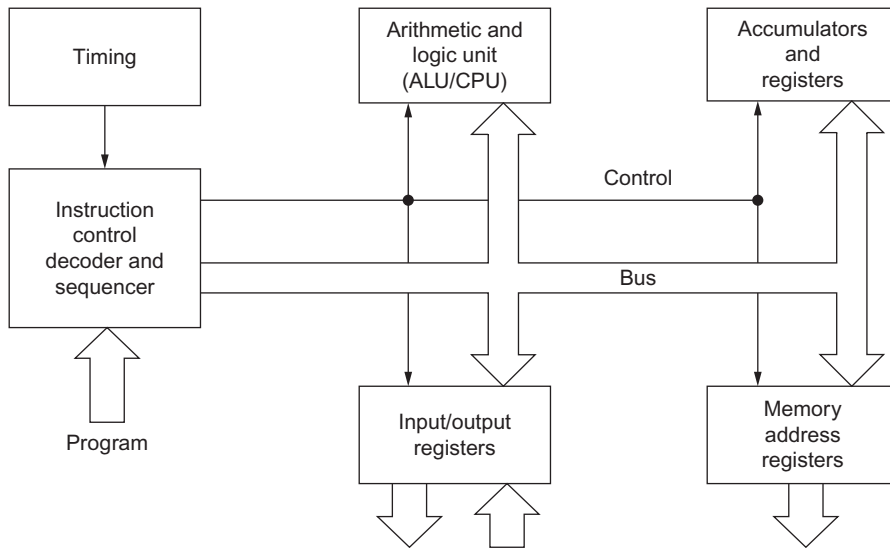 Timing
Arithmetic and
logic unit
(ALU/CPU)
Accumulators
and
registers
Control
Instruction
control
decoder and
sequencer
Bus
Program
Input/output
registers
Memory
address
registers